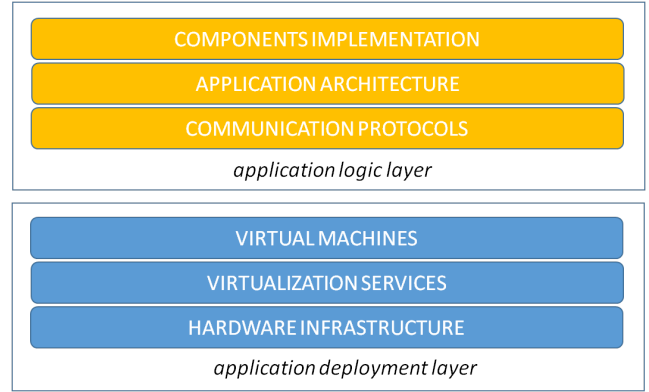 COMPONENTS IMPLEMENTATION
APPLICATION ARCHITECTURE
COMMUNICATION PROTOCOLS
application logic layer
VIRTUAL MACHINES
VIRTUALIZATION SERVICES
HARDWARE INFRASTRUCTURE
application deployment layer